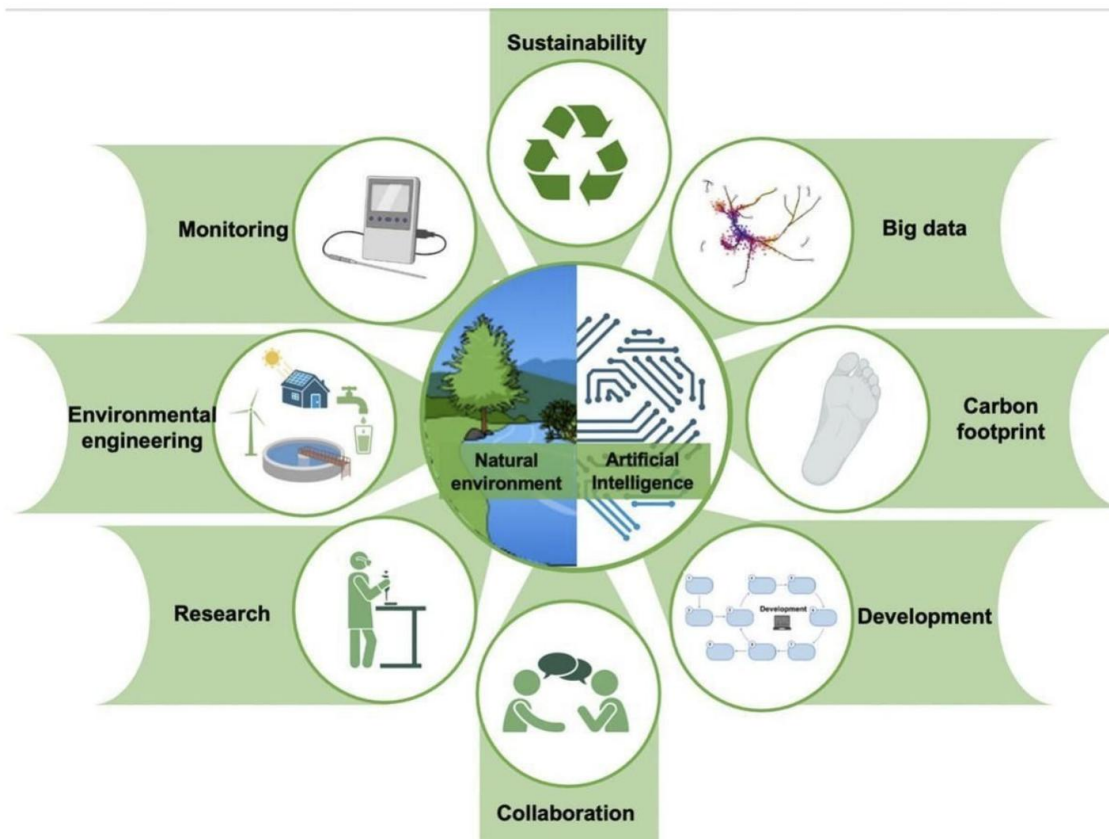 Sustainability
Monitoring
Big data
Environmental
engineering
Carbon
footprint
Natural
environment
Artificial
Intelligence
Research
Development
Development
Collaboration